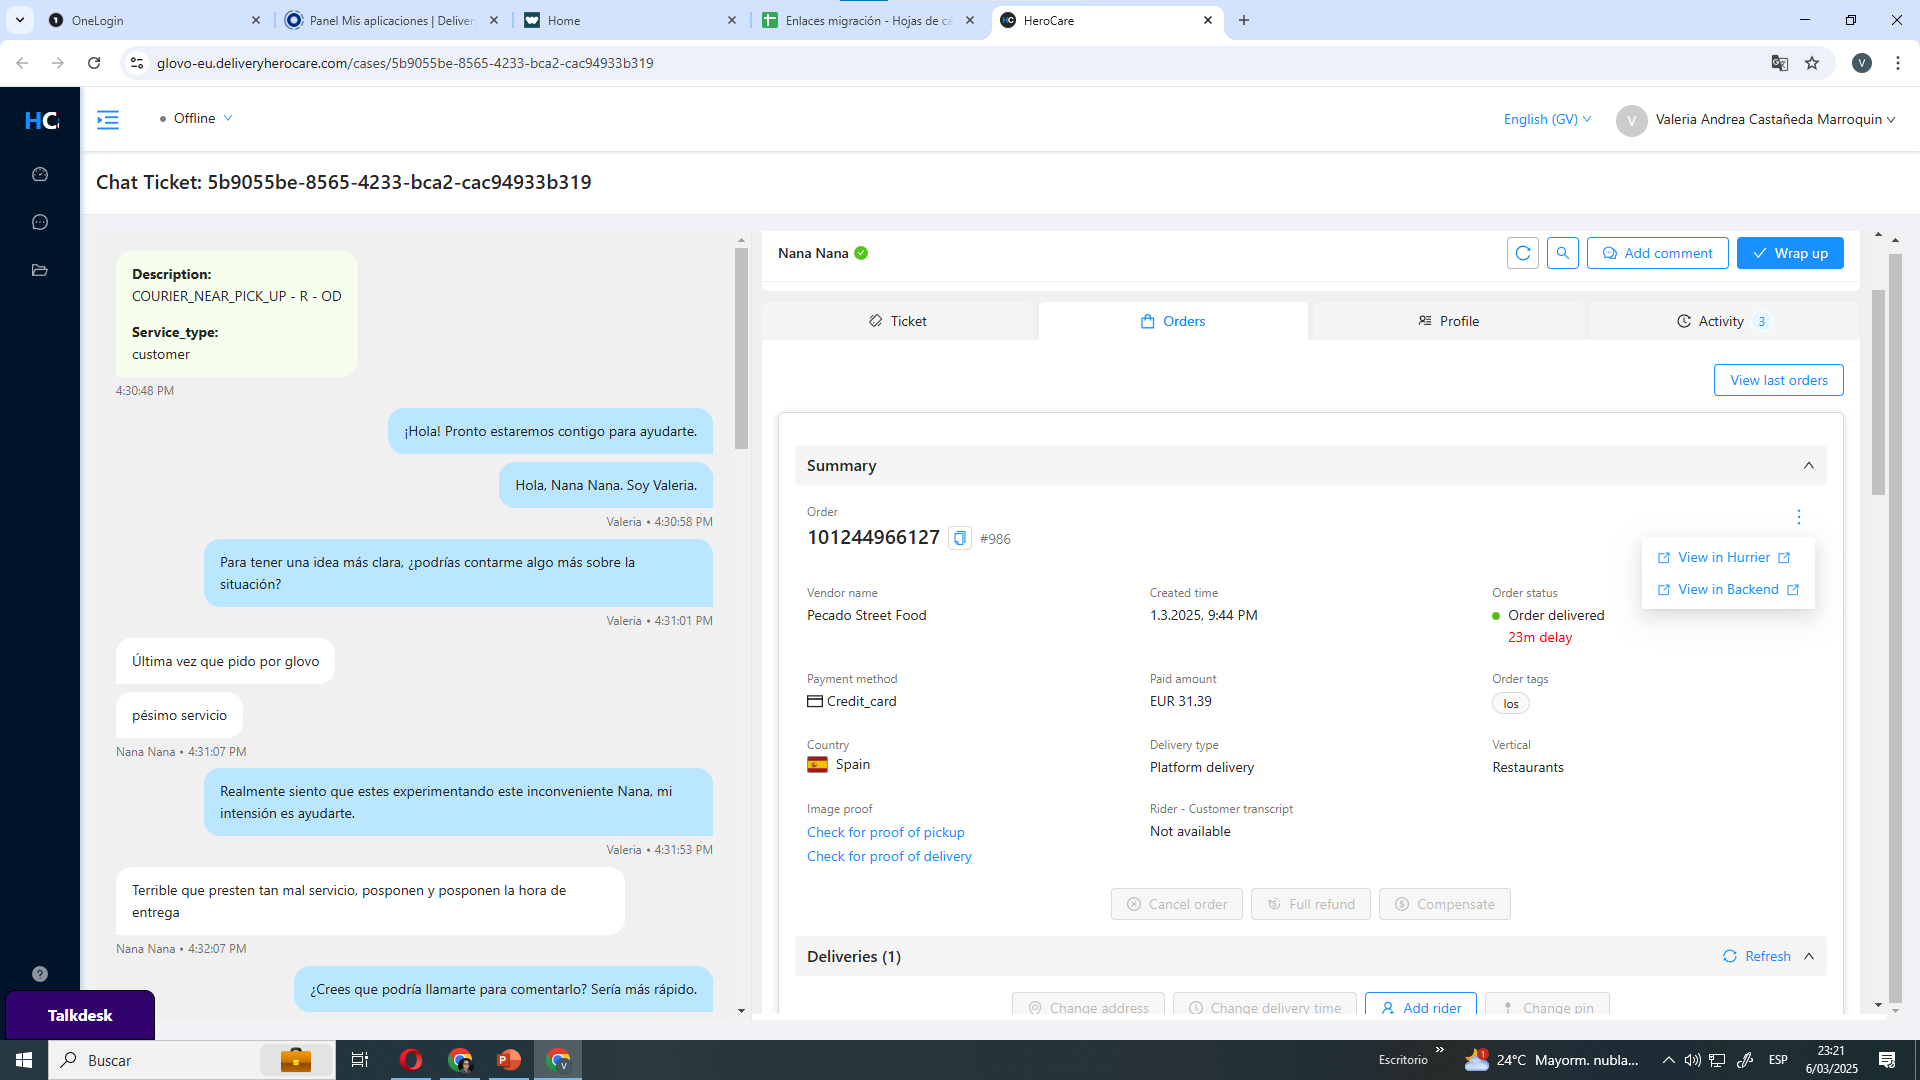 OneLogin
Panel Mis aplicaciones | Delivery
Home
Enlaces migración - Hojas de cá
HeroCare
glovo-eu.deliveryherocare.com/cases/5b9055be-8565-4233-bca2-cac94933b319
V
HC
Offline
English (GV)
V
Valeria Andrea Castañeda Marroquin
Chat Ticket: 5b9055be-8565-4233-bca2-cac94933b319
Description:
COURIER_NEAR_PICK_UP - R - OD
Service_type:
customer
4:30:48 PM
¡Hola! Pronto estaremos contigo para ayudarte.
Hola, Nana Nana. Soy Valeria.
Valeria • 4:30:58 PM
Para tener una idea más clara, ¿podrías contarme algo más sobre la
situación?
Valeria • 4:31:01 PM
Última vez que pido por glovo
pésimo servicio
Nana Nana • 4:31:07 PM
Realmente siento que estes experimentando este inconveniente Nana, mi
intensión es ayudarte.
Valeria • 4:31:53 PM
Terrible que presten tan mal servicio, posponen y posponen la hora de
entrega
Nana Nana • 4:32:07 PM
¿Crees que podría llamarte para comentarlo? Sería más rápido.
Nana Nana
Add comment
Wrap up
Ticket
Orders
Profile
Activity 3
View last orders
Summary
Order
101244966127 #986
View in Hurrier
View in Backend
Vendor name
Pecado Street Food
Created time
1.3.2025, 9:44 PM
Order status
Order delivered
23m delay
Payment method
Credit_card
Paid amount
EUR 31.39
Order tags
Ios
Country
Spain
Delivery type
Platform delivery
Vertical
Restaurants
Image proof
Check for proof of pickup
Check for proof of delivery
Rider - Customer transcript
Not available
Cancel order
Full refund
Compensate
Deliveries (1)
Refresh
Change address
Change delivery time
Add rider
Change pin
Talkdesk
Buscar
Escritorio
1
24°C Mayorm. nubla...
ESP
23:21
6/03/2025